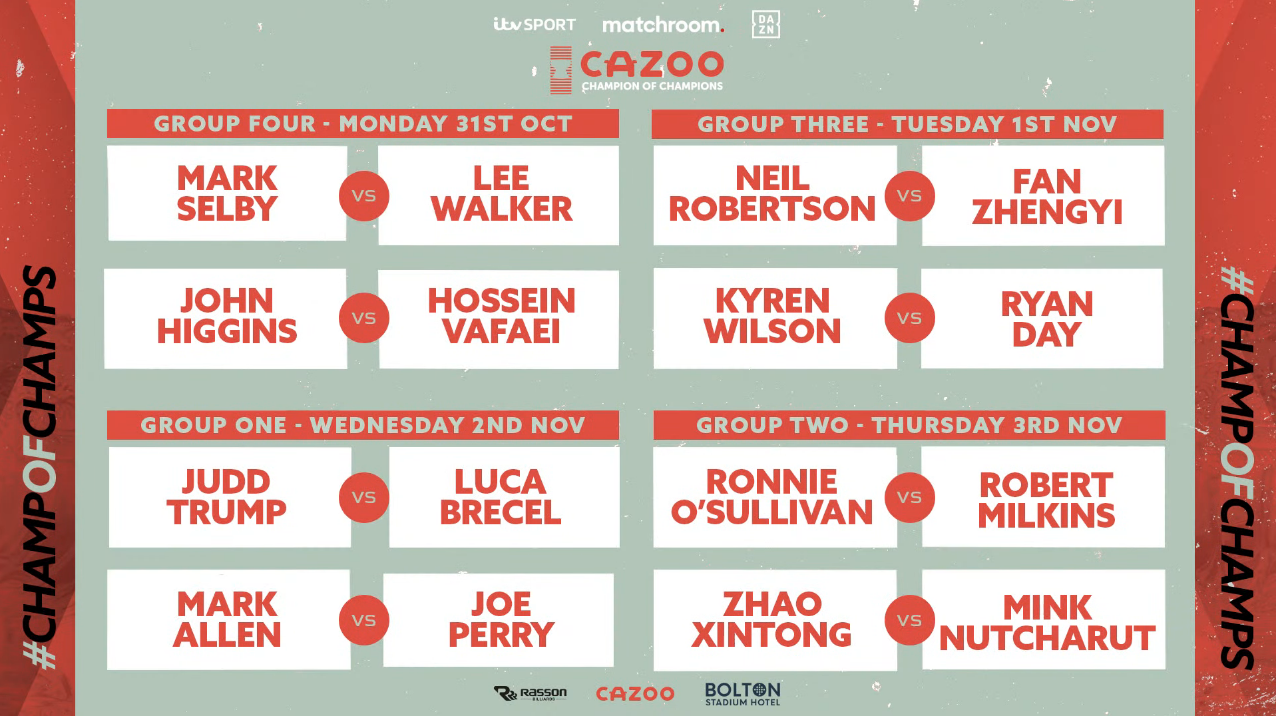 itv SPORT matchroom. DAZN
CAZOO
CHAMPION OF CHAMPIONS
GROUP FOUR - MONDAY 31ST OCT
MARK
SELBY
VS
LEE
WALKER
JOHN
HIGGINS
VS
HOSSEIN
VAFAEI
GROUP THREE - TUESDAY 1ST NOV
NEIL
ROBERTSON
VS
FAN
ZHENGYI
KYREN
WILSON
VS
RYAN
DAY
GROUP ONE - WEDNESDAY 2ND NOV
JUDD
TRUMP
VS
LUCA
BRECEL
MARK
ALLEN
VS
JOE
PERRY
GROUP TWO - THURSDAY 3RD NOV
RONNIE
O'SULLIVAN
VS
ROBERT
MILKINS
ZHAO
XINTONG
VS
MINK
NUTCHARUT
#CHAMPOFCHAMPS
#CHAMPOFCHAMPS
RASSON
BILLIARDS
CAZOO
BOLTON
STADIUM HOTEL